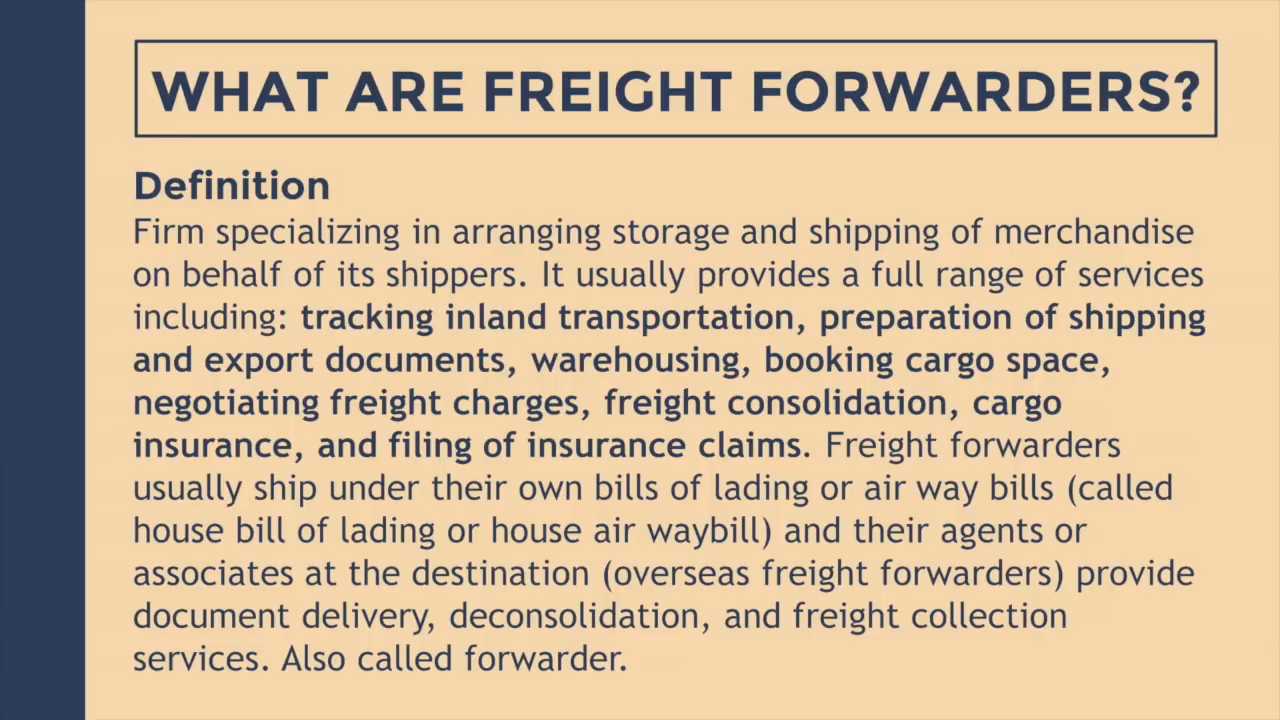 WHAT ARE FREIGHT FORWARDERS?
Definition
Firm specializing in arranging storage and shipping of merchandise
on behalf of its shippers. It usually provides a full range of services
including: tracking inland transportation, preparation of shipping
and export documents, warehousing, booking cargo space,
negotiating freight charges, freight consolidation, cargo
insurance, and filing of insurance claims. Freight forwarders
usually ship under their own bills of lading or air way bills (called
house bill of lading or house air waybill) and their agents or
associates at the destination (overseas freight forwarders) provide
document delivery, deconsolidation, and freight collection
services. Also called forwarder.